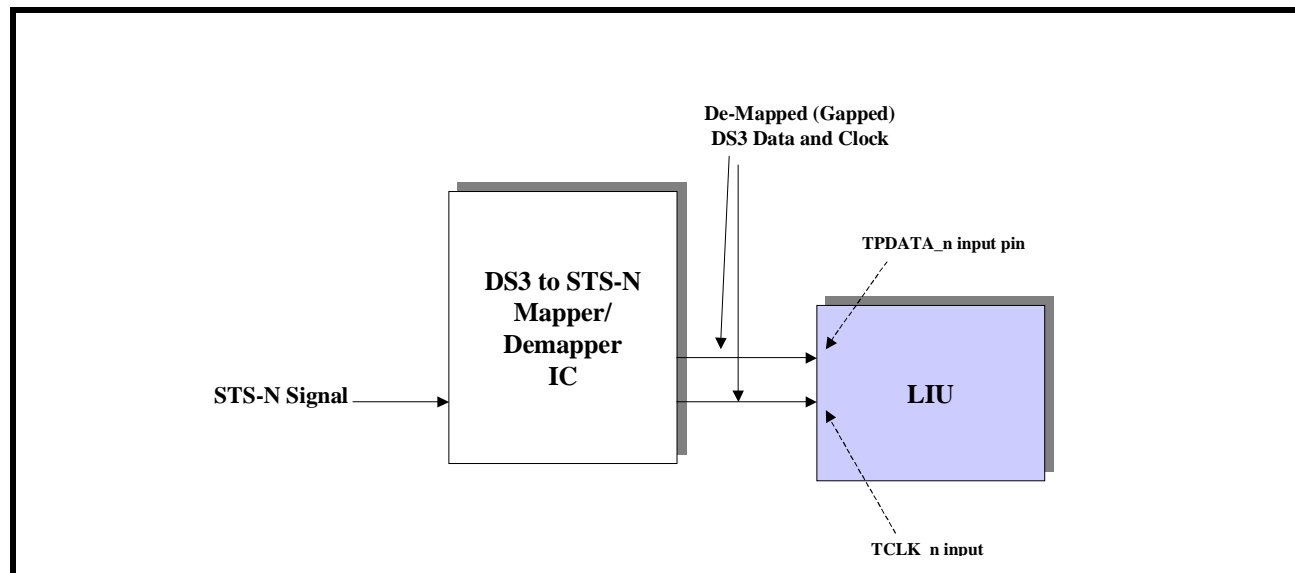 De-Mapped (Gapped)
DS3 Data and Clock
TPDATA_n input pin
DS3 to STS-N
Mapper/
Demapper
IC
STS-N Signal
LIU
TCLK_n input